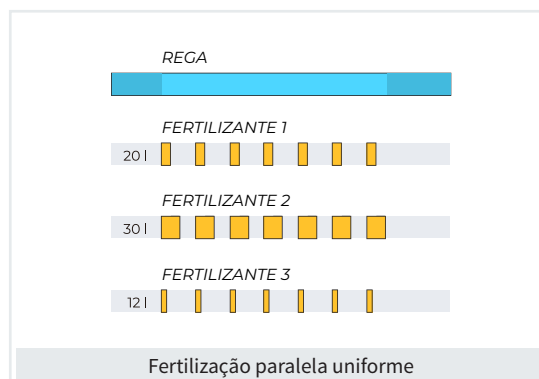 REGA
FERTILIZANTE 1
20 l
FERTILIZANTE 2
30 l
FERTILIZANTE 3
12 l
Fertilização paralela uniforme